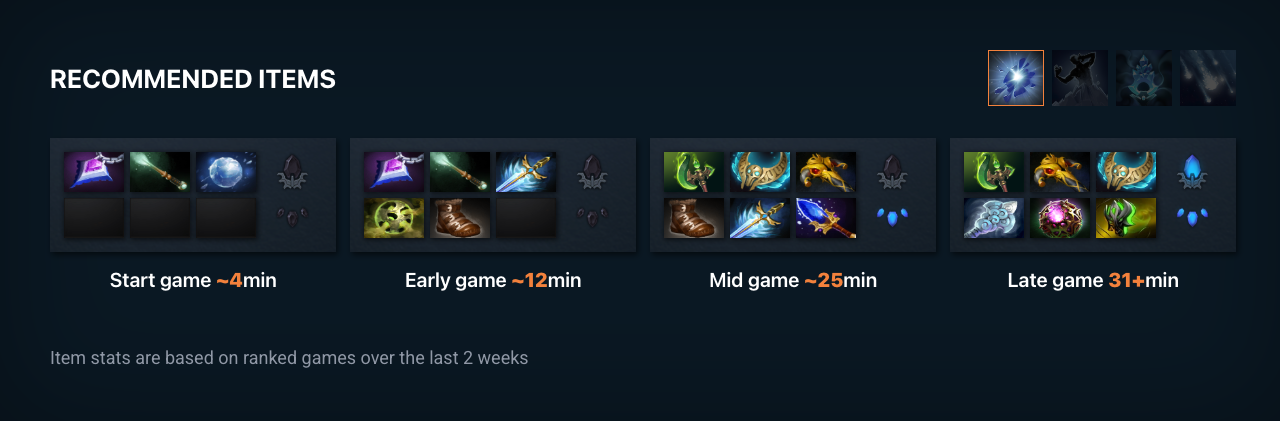 RECOMMENDED ITEMS
Start game ~4min
Early game ~12min
Mid game ~25min
Late game 31+min
Item stats are based on ranked games over the last 2 weeks